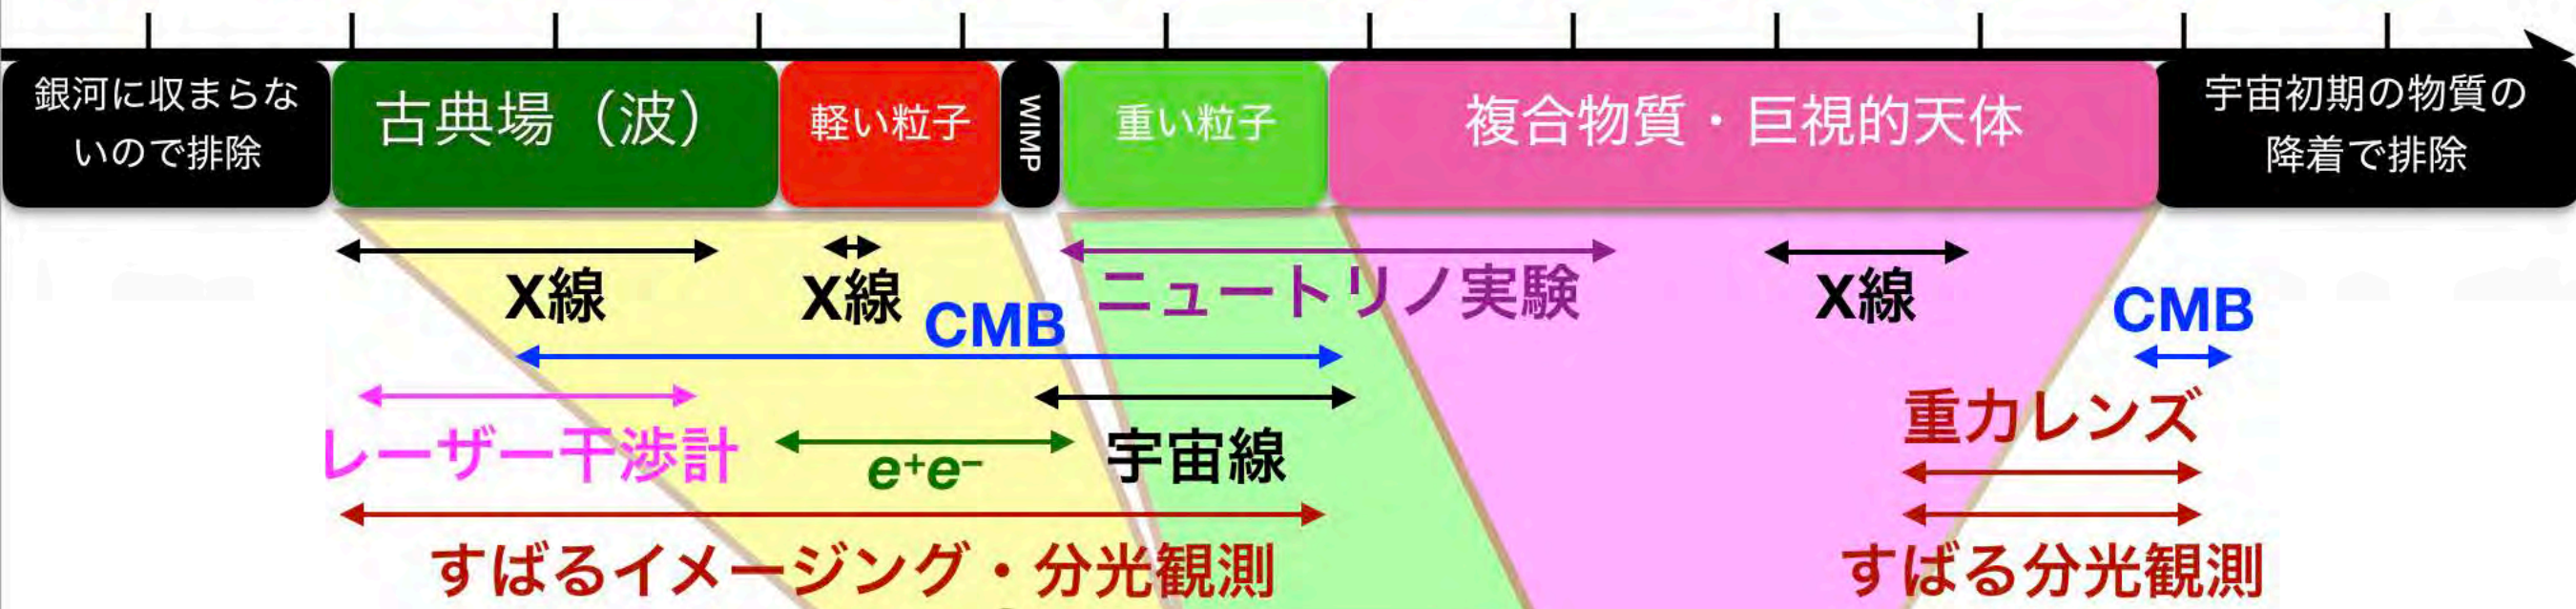 銀河に収まらな
いので排除
古典場（波）
軽い粒子
WIMP
重い粒子
複合物質・巨視的天体
宇宙初期の物質の
降着で排除
X線
X線
ニュートリノ実験
X線
CMB
CMB
レーザー干渉計
e⁺e⁻
宇宙線
重力レンズ
すばるイメージング・分光観測
すばる分光観測